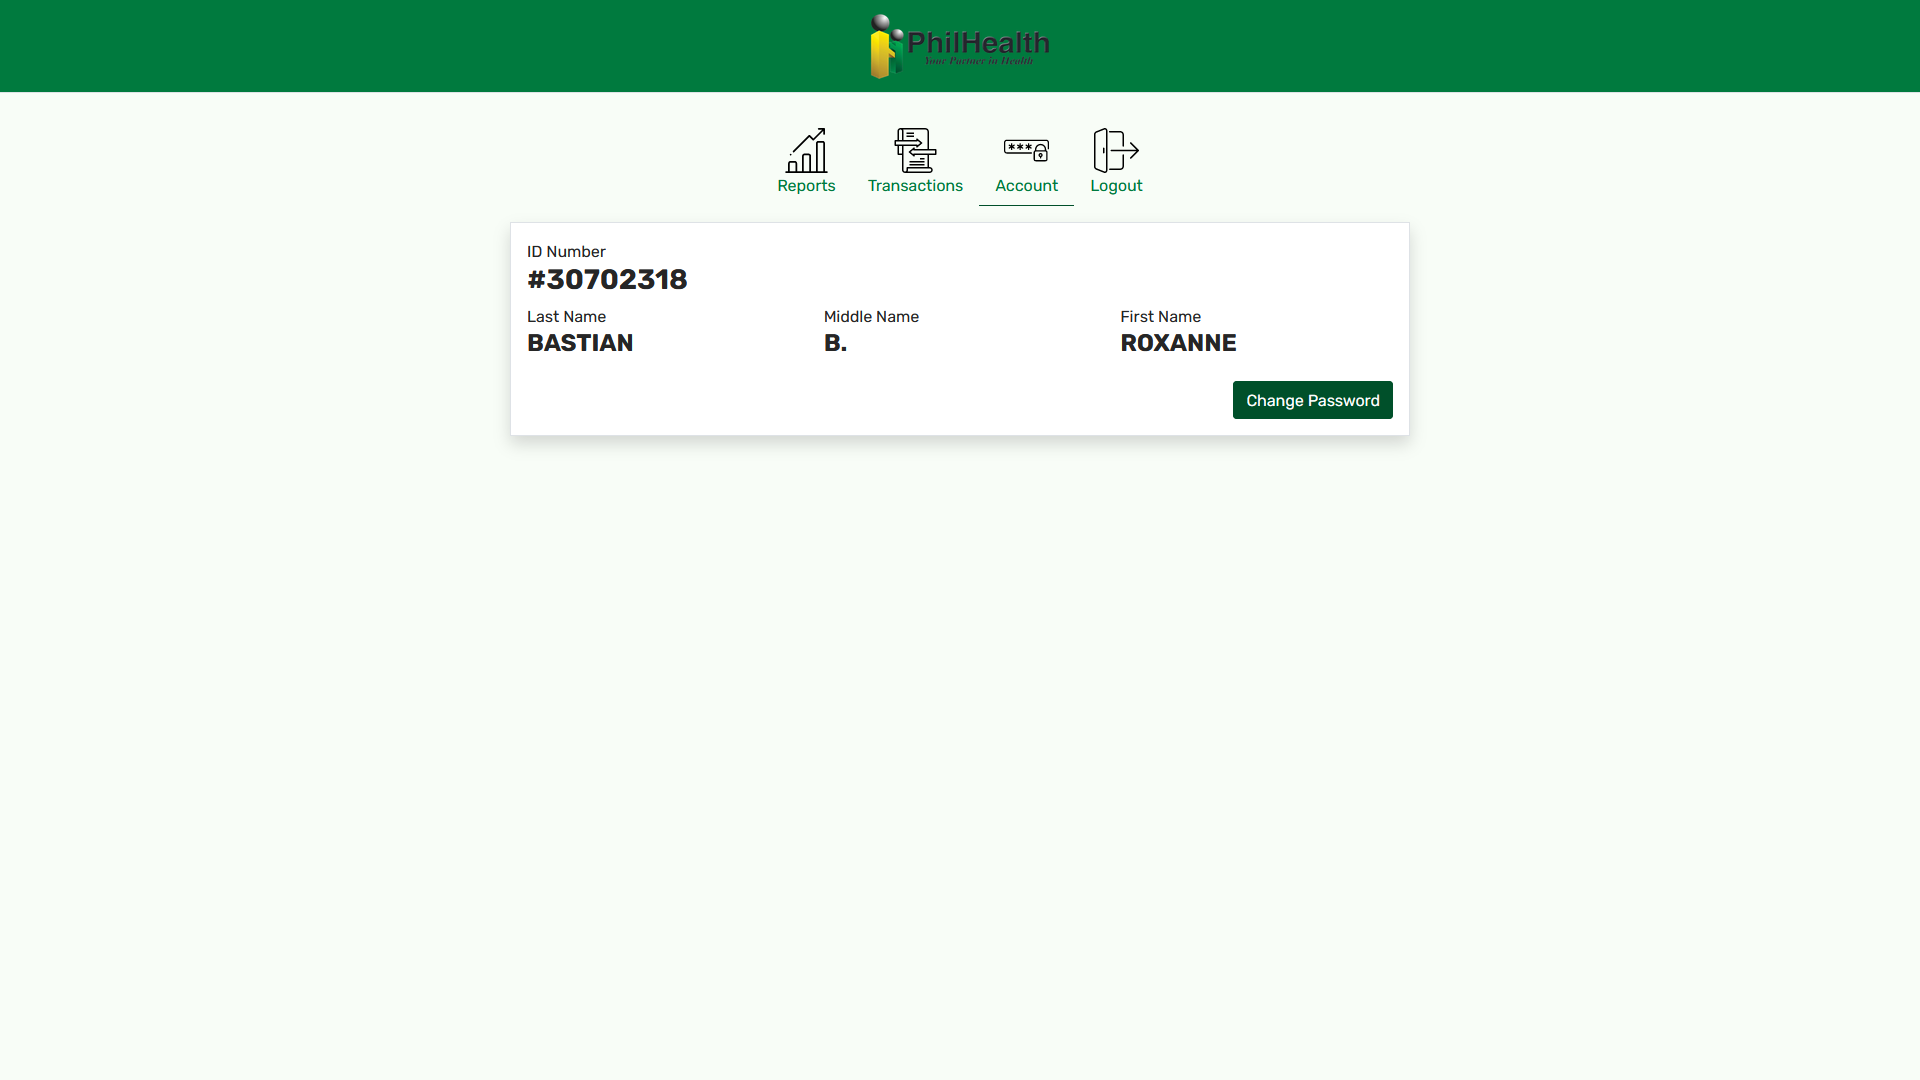 PhilHealth
Your Partner in Health
Reports
Transactions
Account
Logout
ID Number
#30702318
Last Name
Middle Name
First Name
BASTIAN
B.
ROXANNE
Change Password